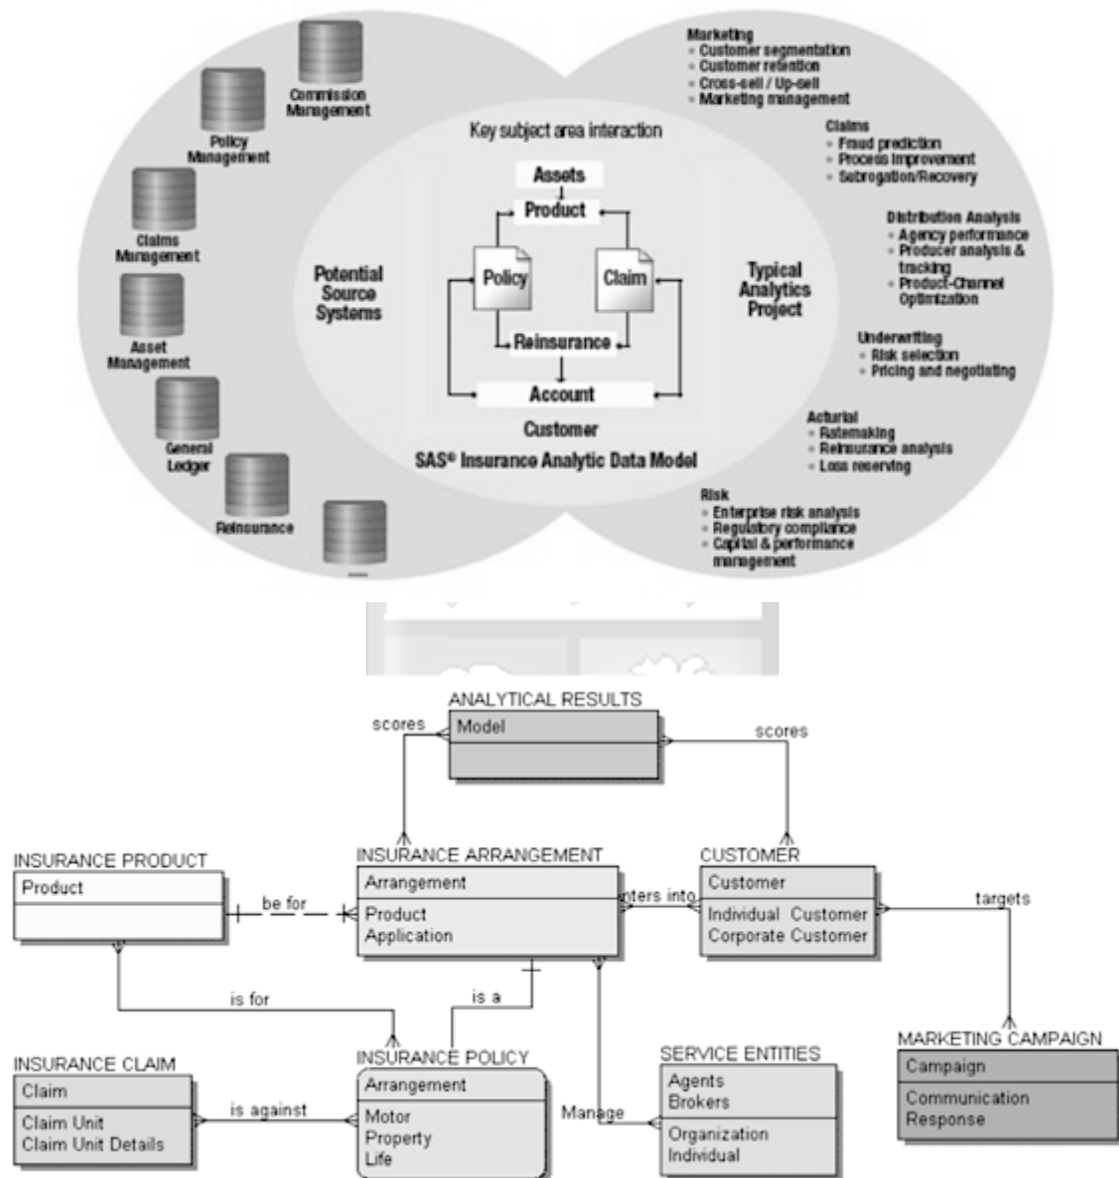 Commission
Management
Policy
Management
Claims
Management
Asset
Management
General
Ledger
Reinsurance
Potential
Source
Systems
Key subject area interaction
Assets
Product
Policy
Claim
Reinsurance
Account
Customer
SAS® Insurance Analytic Data Model
Typical
Analytics
Project
Marketing
• Customer segmentation
• Customer retention
• Cross-sell / Up-sell
• Marketing management
Claims
• Fraud prediction
• Process Improvement
• Subrogation/Recovery
Distribution Analysis
• Agency performance
• Producer analysis &
tracking
• Product-Channel
Optimization
Underwriting
• Risk selection
• Pricing and negotiating
Acturial
• Ratemaking
• Reinsurance analysis
• Loss reserving
Risk
• Enterprise risk analysis
• Regulatory compliance
• Capital & performance
management
ANALYTICAL RESULTS
Model
scores
scores
INSURANCE PRODUCT
Product
be for
INSURANCE ARRANGEMENT
Arrangement
Product
Application
nters into
CUSTOMER
Customer
Individual Customer
Corporate Customer
targets
is for
is a
INSURANCE CLAIM
Claim
Claim Unit
Claim Unit Details
is against
INSURANCE POLICY
Arrangement
Motor
Property
Life
Manage
SERVICE ENTITIES
Agents
Brokers
Organization
Individual
MARKETING CAMPAIGN
Campaign
Communication
Response